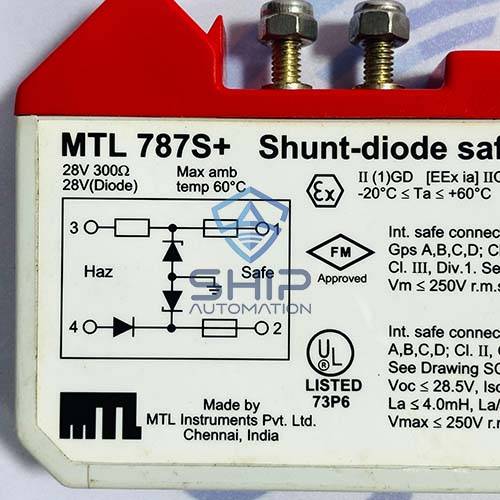 MTL 787S+ Shunt-diode saf
28V 300Ω
28V(Diode)
Max amb
temp 60°C
Ex
II (1)GD [EEx ia] IIC
-20°C ≤ Ta ≤ +60°C
3
1
Haz
Safe
4
2
FM
Approved
Int. safe connec
Gps A,B,C,D; Cl
Cl. III, Div.1. Se
Vm ≤ 250V r.m.s
SHIP
AUTOMATION
UL
LISTED
73P6
Int. safe connec
A,B,C,D; Cl. II, G
See Drawing SC
Voc ≤ 28.5V, Isc
La ≤ 4.0mH, La/
Vmax ≤ 250V r.m
MTL
Made by
MTL Instruments Pvt. Ltd.
Chennai, India